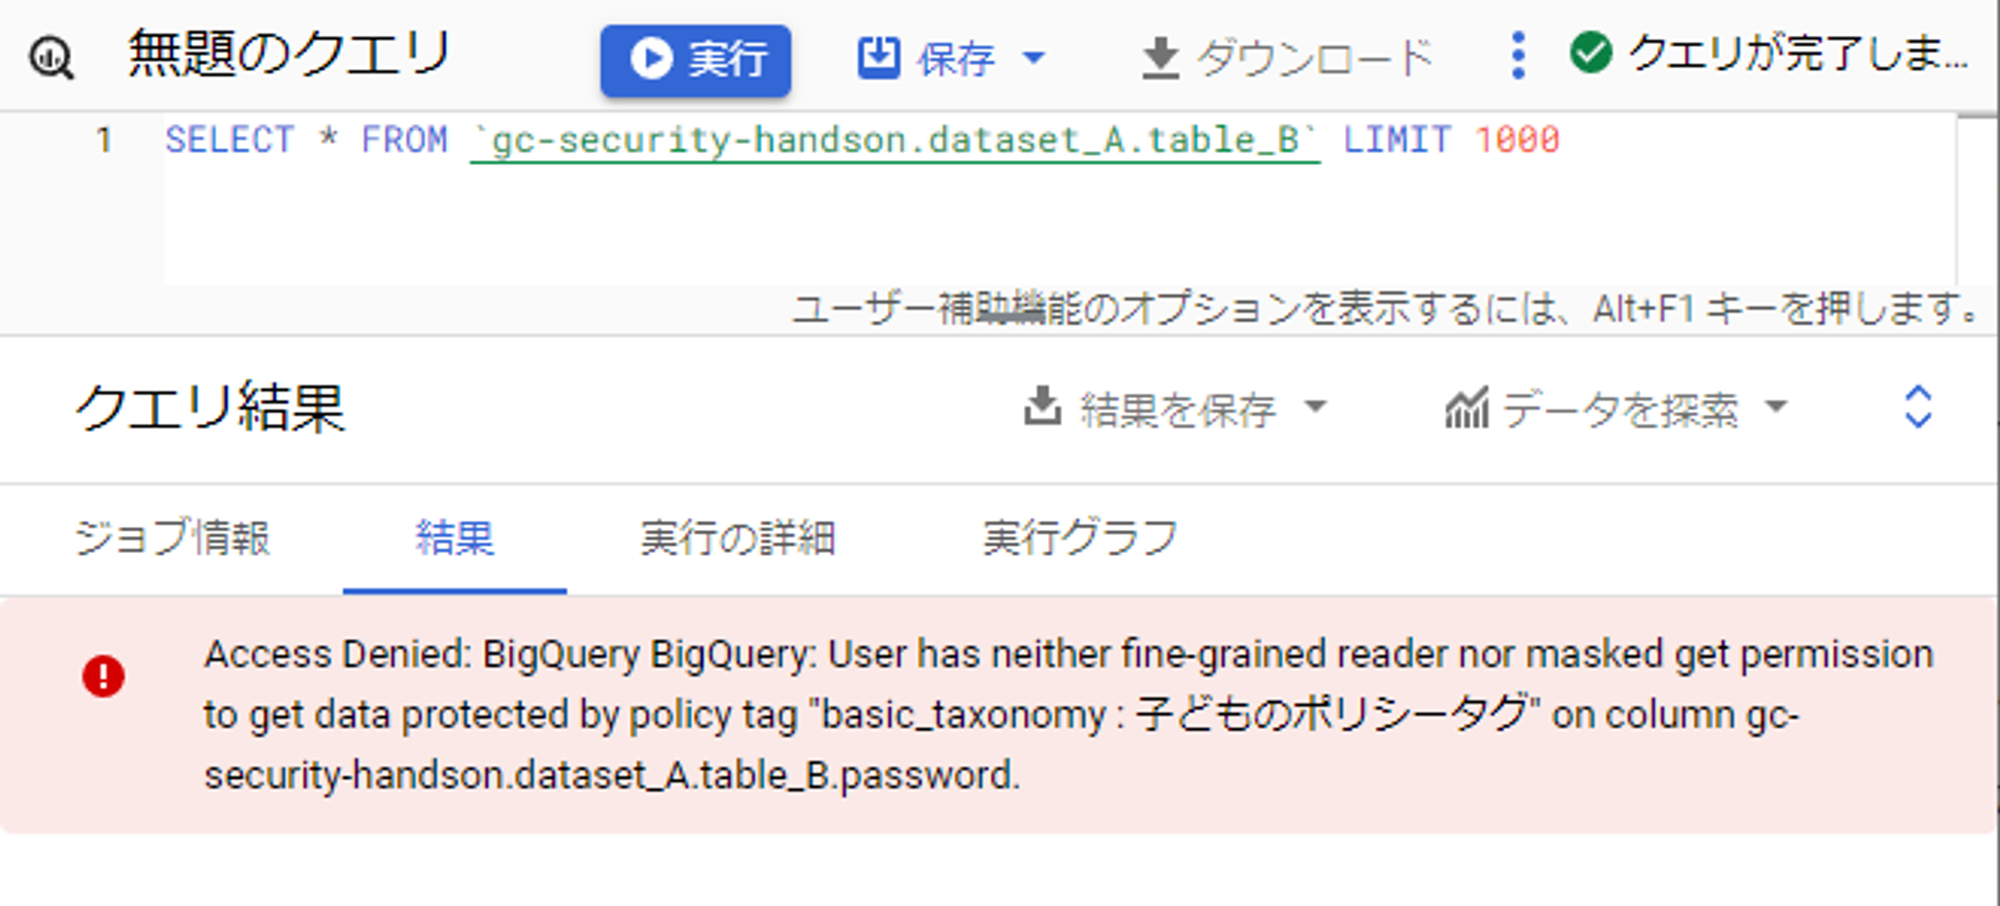 無題のクエリ 実行 保存 ダウンロード クエリが完了しま...
1 SELECT * FROM `gc-security-handson.dataset_A.table_B` LIMIT 1000
ユーザー補助機能のオプションを表示するには、Alt+F1 キーを押します。
クエリ結果 結果を保存 データを探索
ジョブ情報 結果 実行の詳細 実行グラフ
Access Denied: BigQuery BigQuery: User has neither fine-grained reader nor masked get permission
to get data protected by policy tag "basic_taxonomy : 子どものポリシータグ" on column gc-
security-handson.dataset_A.table_B.password.